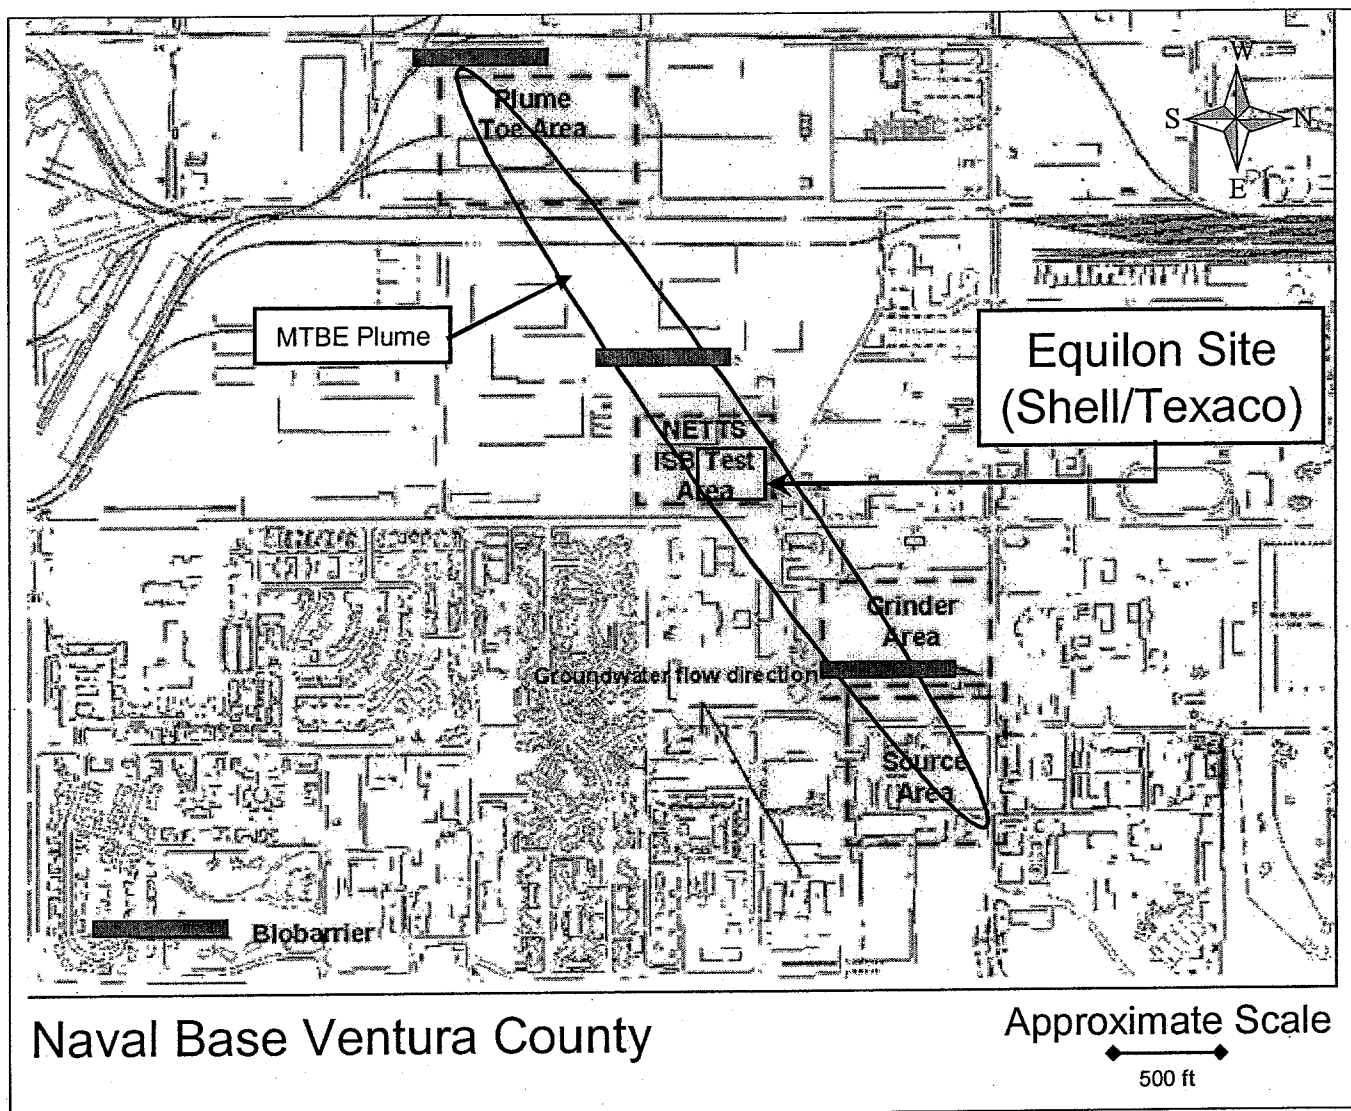 Plume
Toe Area
W
S
N
E
MTBE Plume
Equilon Site
(Shell/Texaco)
NETTS
ISB Test
Area
Grinder
Area
Groundwater flow direction
Source
Area
Biobarrier
Naval Base Ventura County
Approximate Scale
500 ft